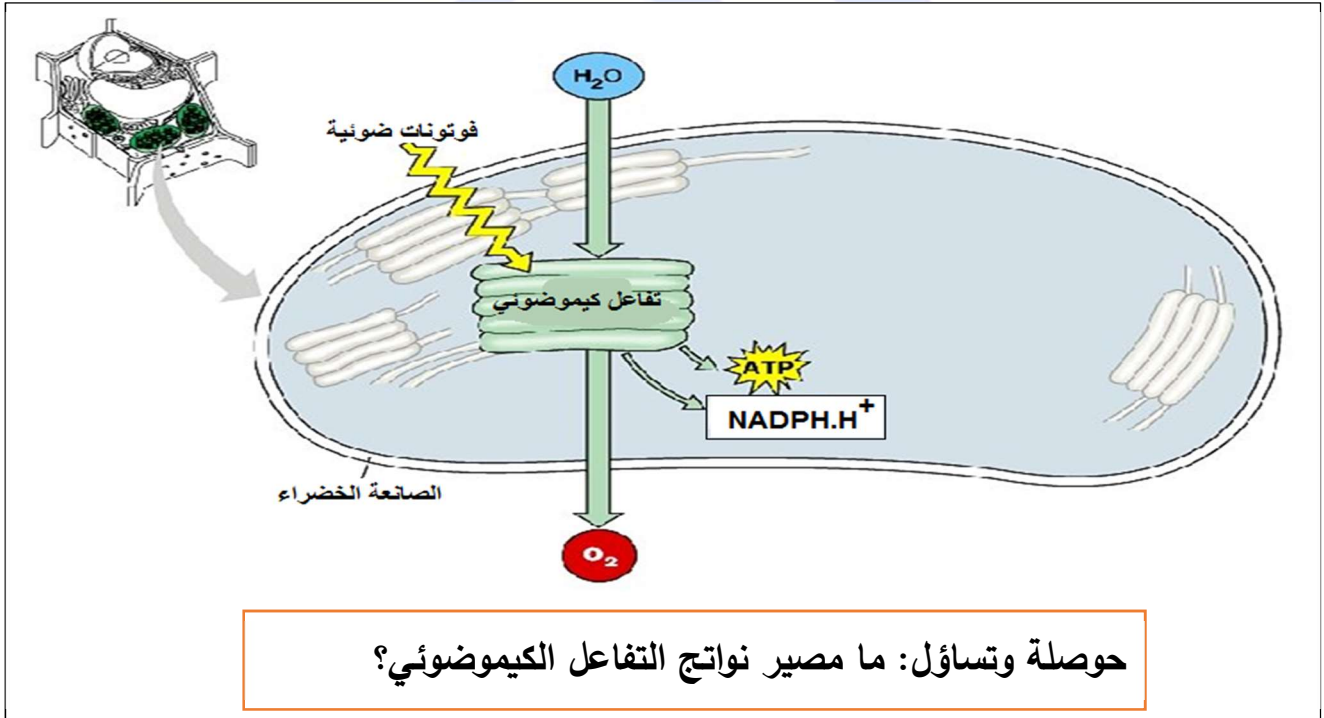 H₂O
فوتونات ضوئية
تفاعل كيموضوئي
ATP
NADPH.H⁺
الصانعة الخضراء
O₂
حوصلة وتساؤل: ما مصير نواتج التفاعل الكيموضوئي؟